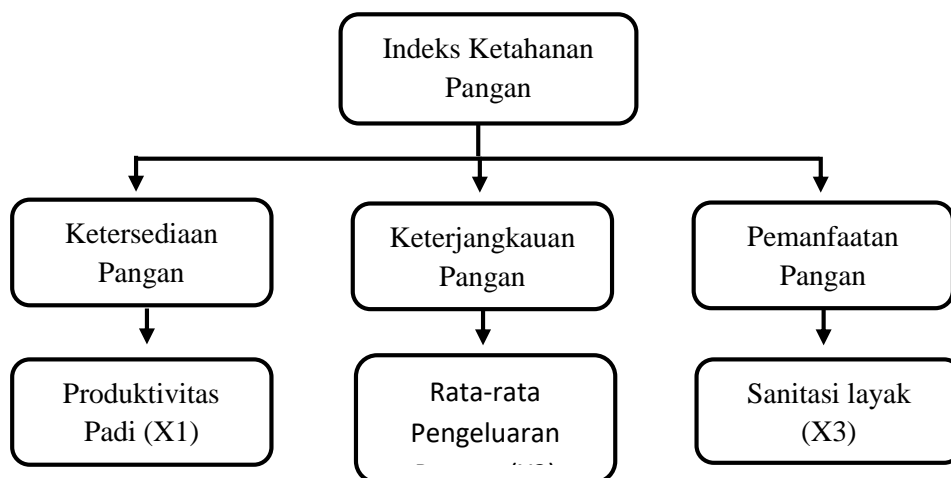 Indeks Ketahanan
Pangan
Ketersediaan
Pangan
Keterjangkauan
Pangan
Pemanfaatan
Pangan
Produktivitas
Padi (X1)
Rata-rata
Pengeluaran
Sanitasi layak
(X3)